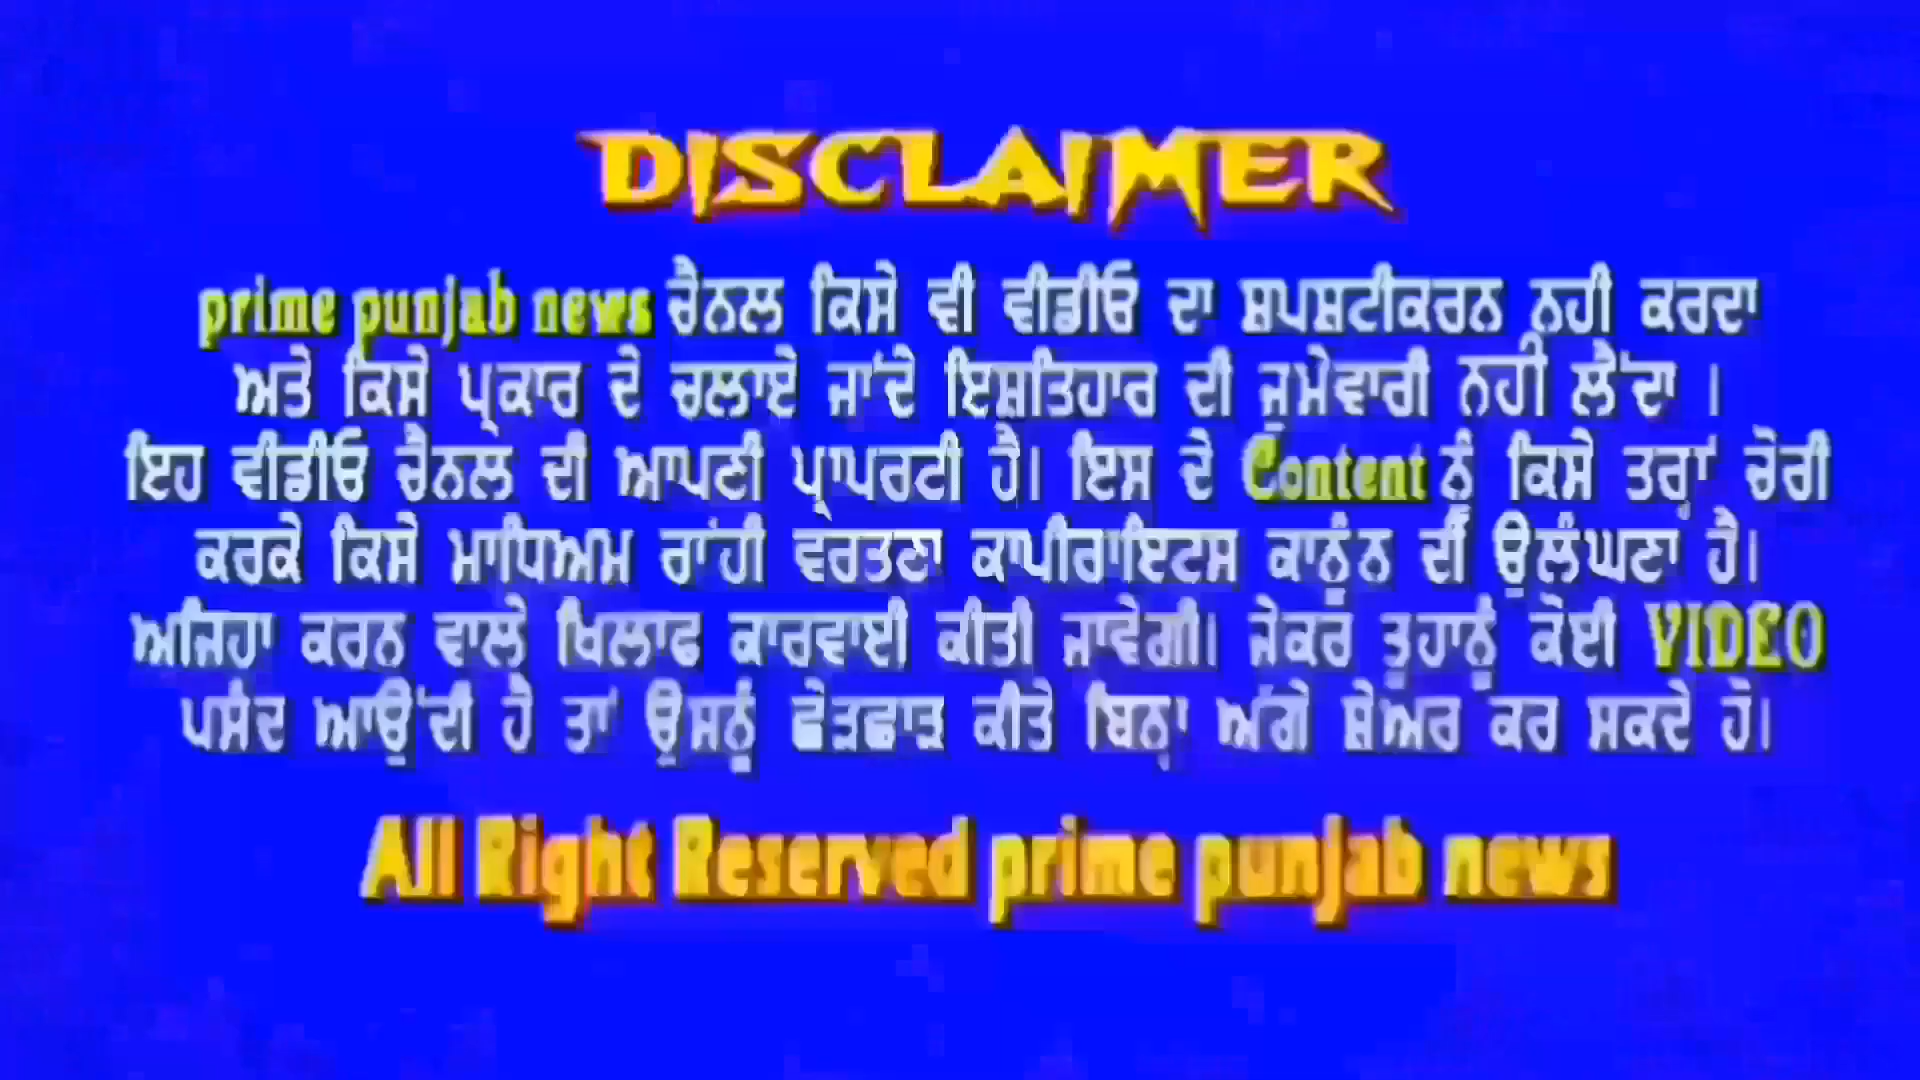 DISCLAIMER
prime punjab news ਚੈਨਲ ਕਿਸੇ ਵੀ ਵੀਡੀਓ ਦਾ ਸ਼ਪਸ਼ਟੀਕਰਨ ਨਹੀ ਕਰਦਾ
ਅਤੇ ਕਿਸੇ ਪ੍ਰਕਾਰ ਦੇ ਚਲਾਏ ਜਾਂਦੇ ਇਸ਼ਤਿਹਾਰ ਦੀ ਜੁਮੇਵਾਰੀ ਨਹੀ ਲੈਂਦਾ ।
ਇਹ ਵੀਡੀਓ ਚੈਨਲ ਦੀ ਆਪਣੀ ਪ੍ਰਾਪਰਟੀ ਹੈ। ਇਸ ਦੇ Content ਨੂੰ ਕਿਸੇ ਤਰ੍ਹਾਂ ਚੋਰੀ
ਕਰਕੇ ਕਿਸੇ ਮਾਧਿਅਮ ਰਾਂਹੀ ਵਰਤਣਾ ਕਾਪੀਰਾਇਟਸ ਕਾਨੂੰਨ ਦੀ ਉਲੰਘਣਾ ਹੈ।
ਅਜਿਹਾ ਕਰਨ ਵਾਲੇ ਖਿਲਾਫ ਕਾਰਵਾਈ ਕੀਤੀ ਜਾਵੇਗੀ। ਜੇਕਰ ਤੁਹਾਨੂੰ ਕੋਈ VIDEO
ਪਸੰਦ ਆਉਂਦੀ ਹੈ ਤਾਂ ਉਸਨੂੰ ਛੇੜਛਾੜ ਕੀਤੇ ਬਿਨ੍ਹਾ ਅੱਗੇ ਸ਼ੇਅਰ ਕਰ ਸਕਦੇ ਹੋ।
All Right Reserved prime punjab news